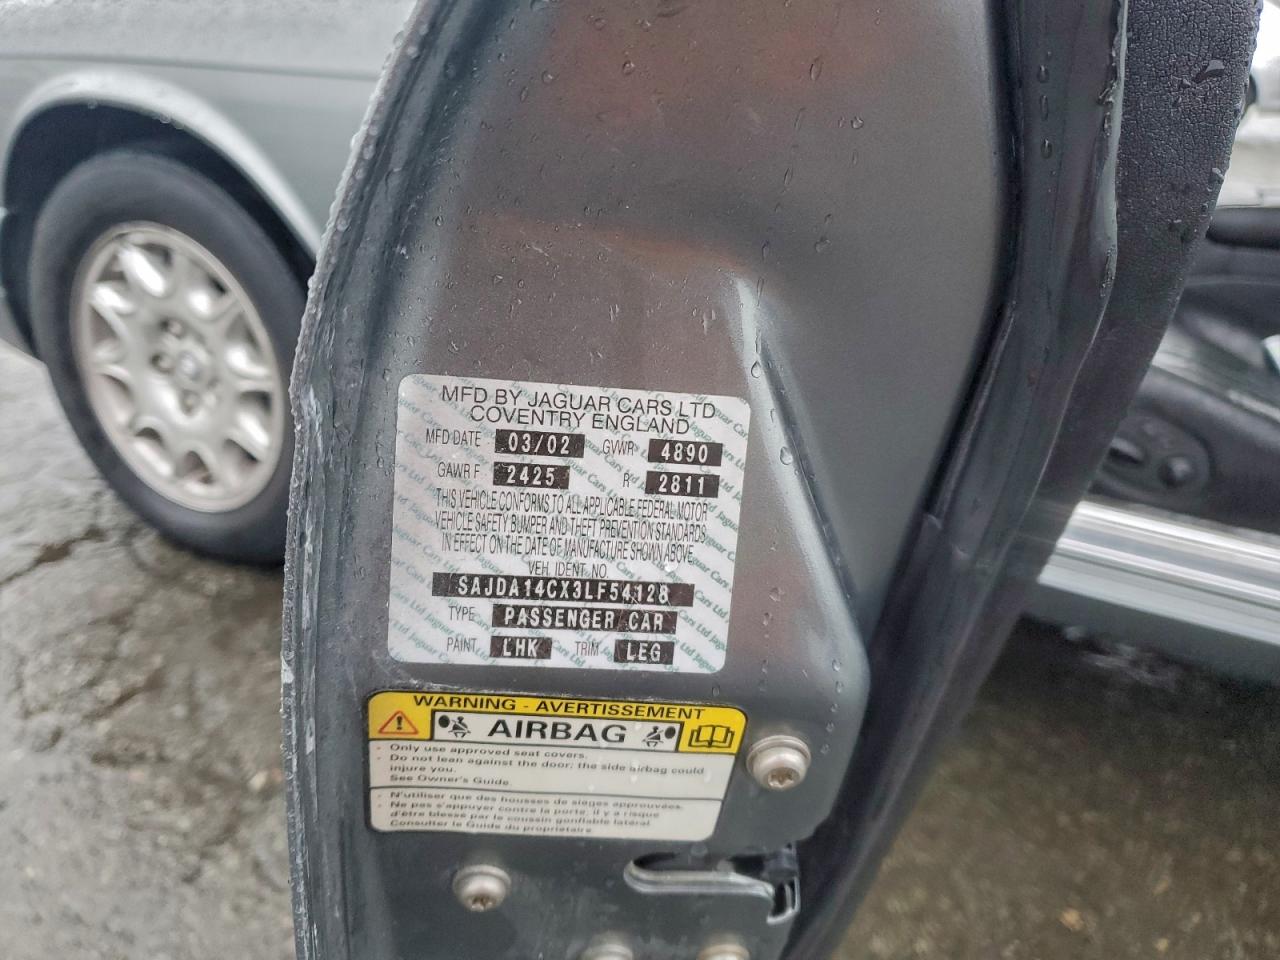 MFD BY JAGUAR CARS LTD
COVENTRY ENGLAND
MFD DATE 03/02 GVWR 4890
GAWR F 2425 R 2811
THIS VEHICLE CONFORMS TO ALL APPLICABLE FEDERAL MOTOR
VEHICLE SAFETY BUMPER AND THEFT PREVENTION STANDARDS
IN EFFECT ON THE DATE OF MANUFACTURE SHOWN ABOVE
VEH. IDENT. NO.
SAJDA14CX3LF54128
TYPE PASSENGER CAR
PAINT LHK TRIM LEG
WARNING - AVERTISSEMENT
AIRBAG
- Only use approved seat covers.
- Do not lean against the door; the side airbag could
injure you.
See Owner's Guide.
- N'utiliser que des housses de sieges approuvées.
- Ne pas s'appuyer contre la porte, il y a risque
d'être blessé par le coussin gonflable latéral.
Consulter le Guide du propriétaire